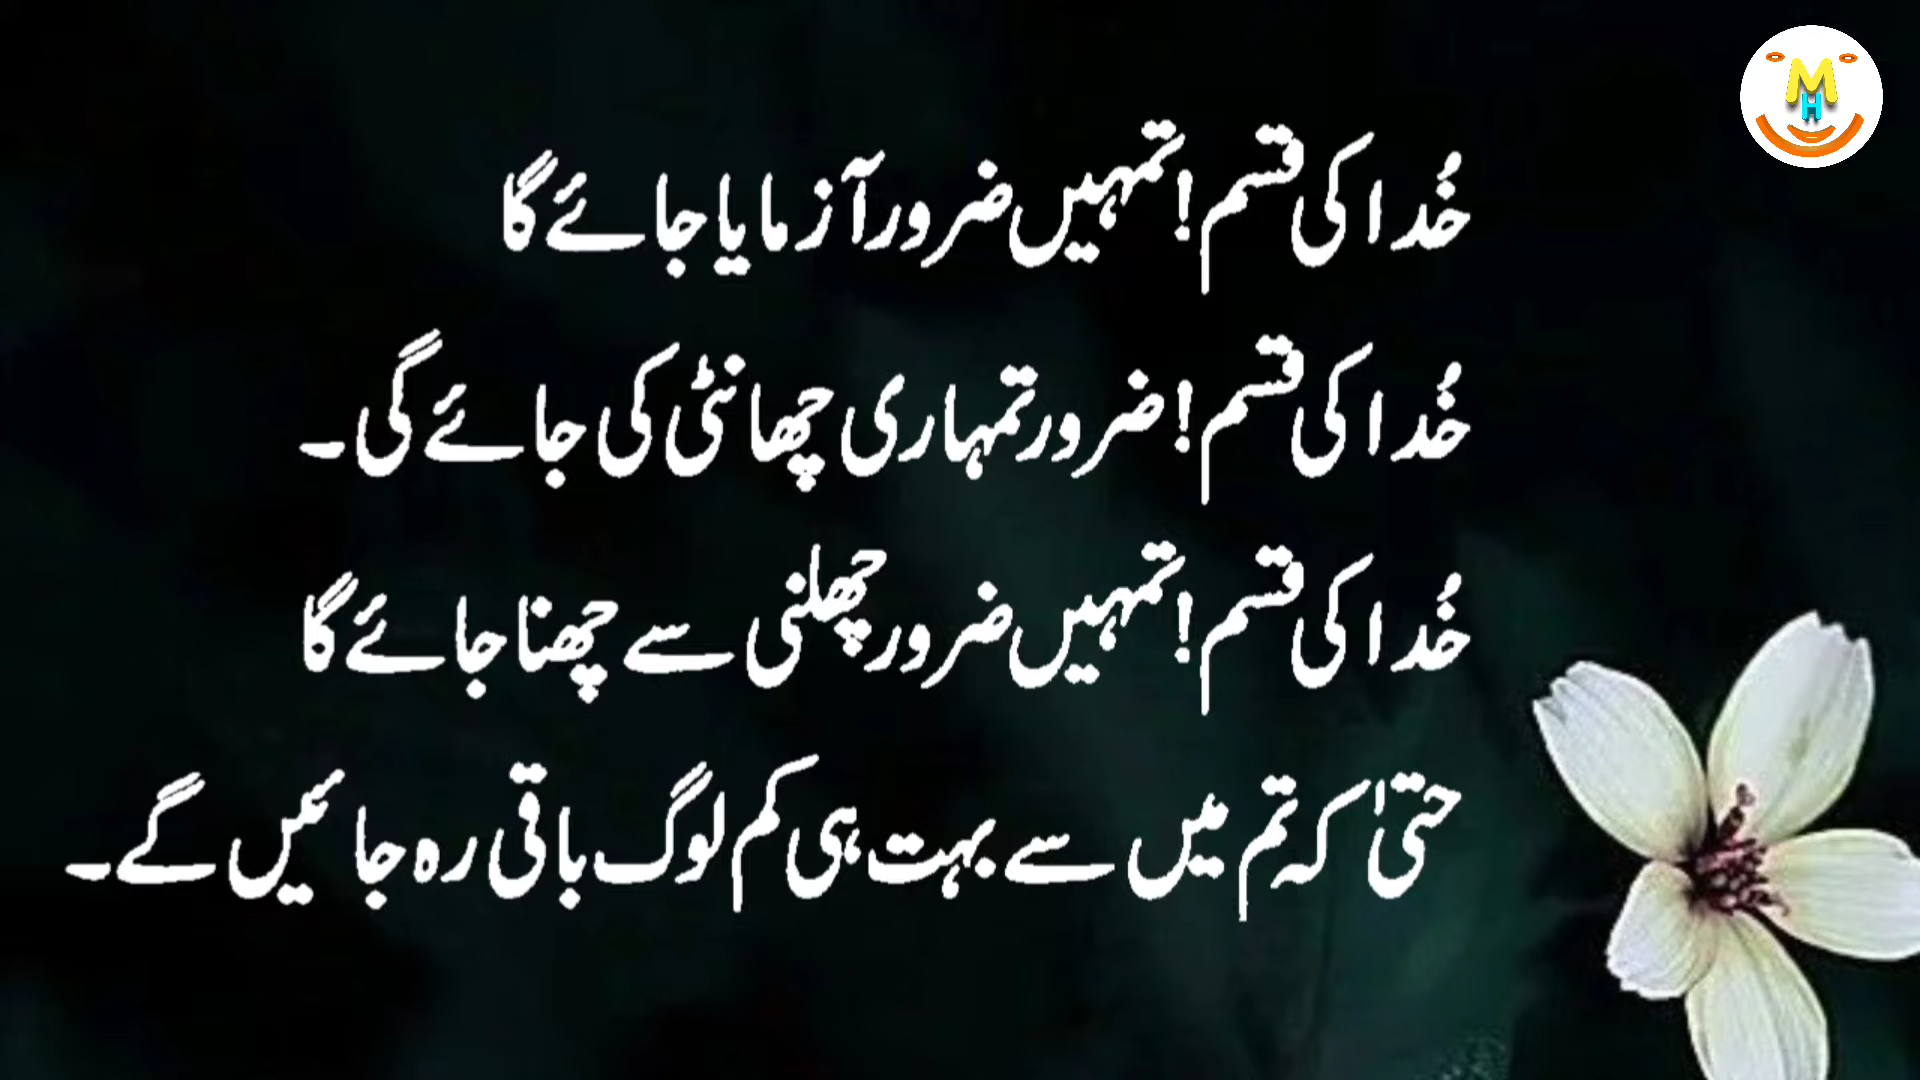 M
H
خُدا کی قسم! تمہیں ضرور آزمایا جائے گا
خُدا کی قسم! ضرور تمہاری چھانٹی کی جائے گی۔
خُدا کی قسم! تمہیں ضرور چھلنی سے چھنا جائے گا
حتیٰ کہ تم میں سے بہت ہی کم لوگ باقی رہ جائیں گے۔